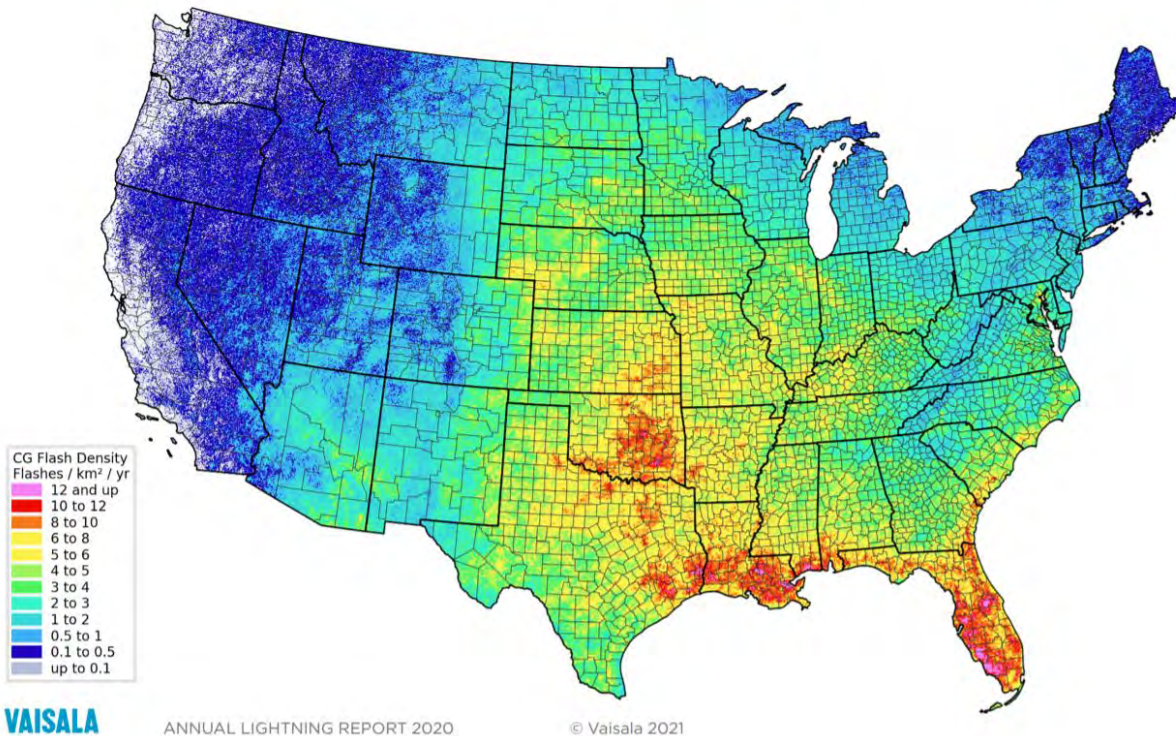 CG Flash Density
Flashes / km² / yr
12 and up
10 to 12
8 to 10
6 to 8
5 to 6
4 to 5
3 to 4
2 to 3
1 to 2
0.5 to 1
0.1 to 0.5
up to 0.1
VAISALA ANNUAL LIGHTNING REPORT 2020 © Vaisala 2021